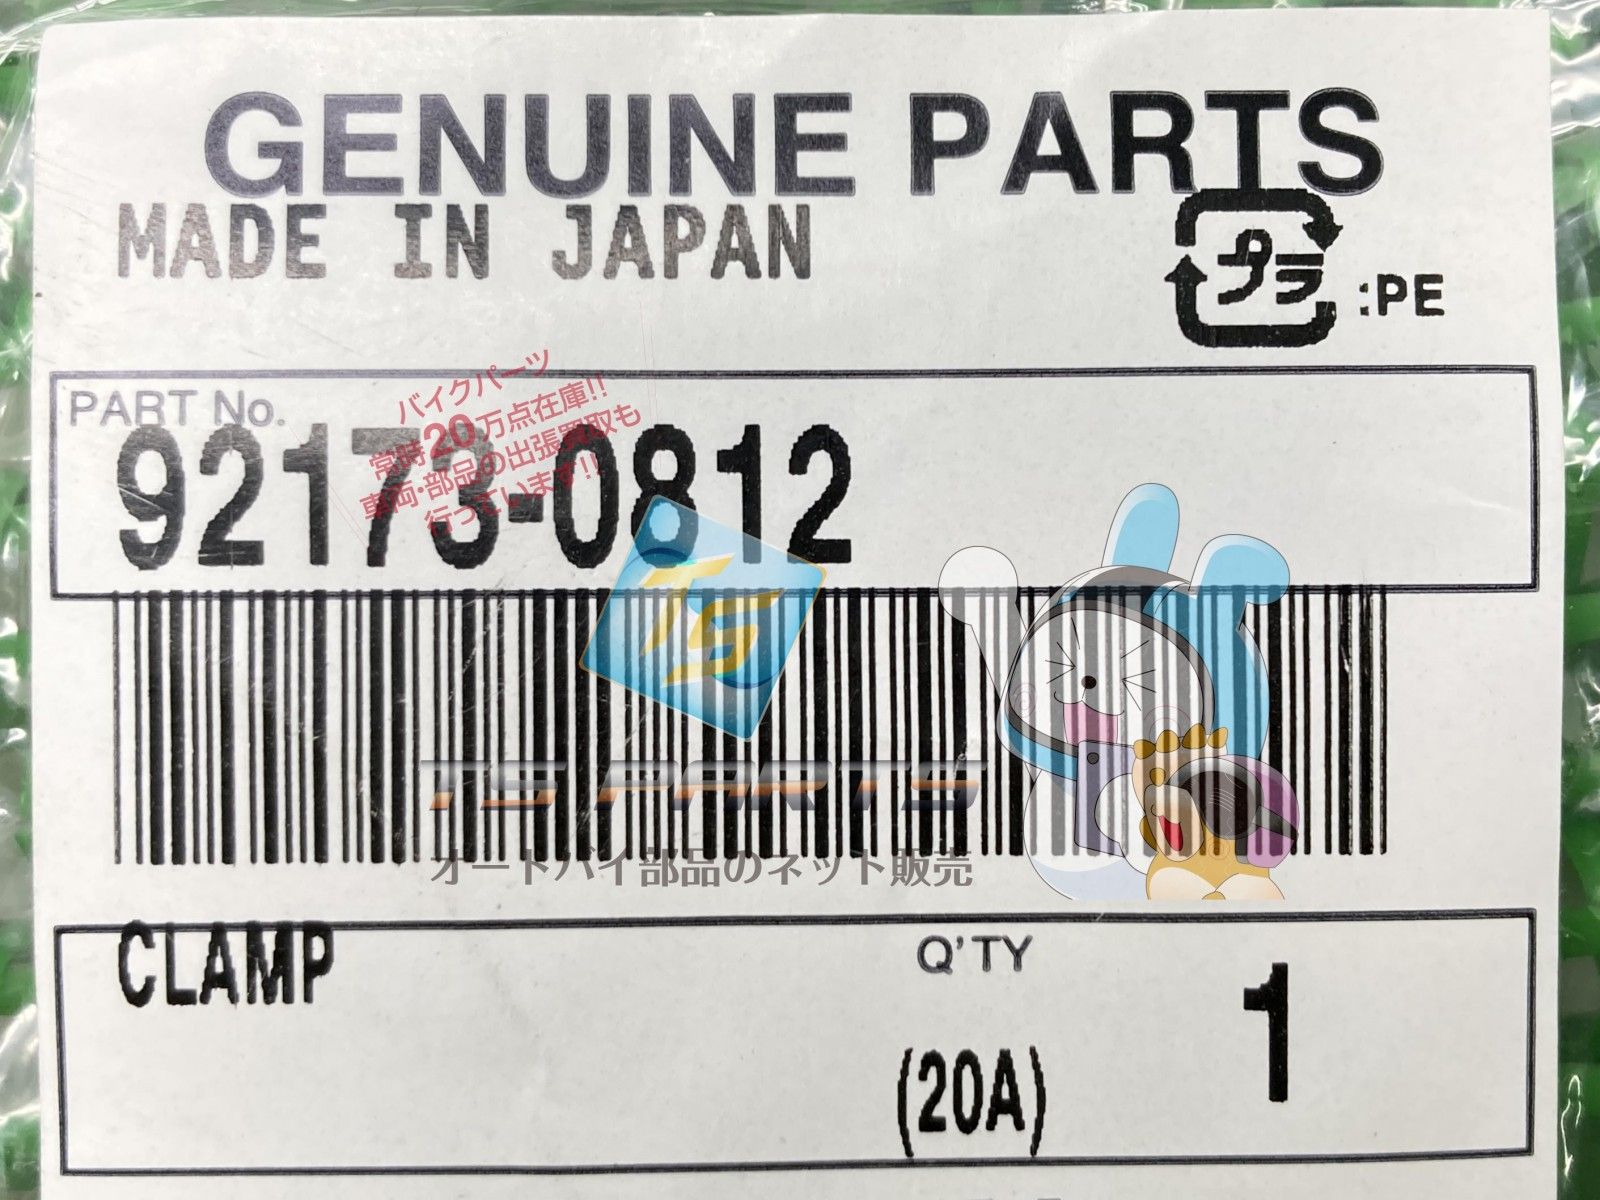 GENUINE PARTS
MADE IN JAPAN
プラ
:PE
PART No.
92173-0812
バイクパーツ
常時20万点在庫!!
車両・部品の出張買取も
行っています!!
TS
TS PARTS
オートバイ部品のネット販売
CLAMP
Q'TY
1
(20A)